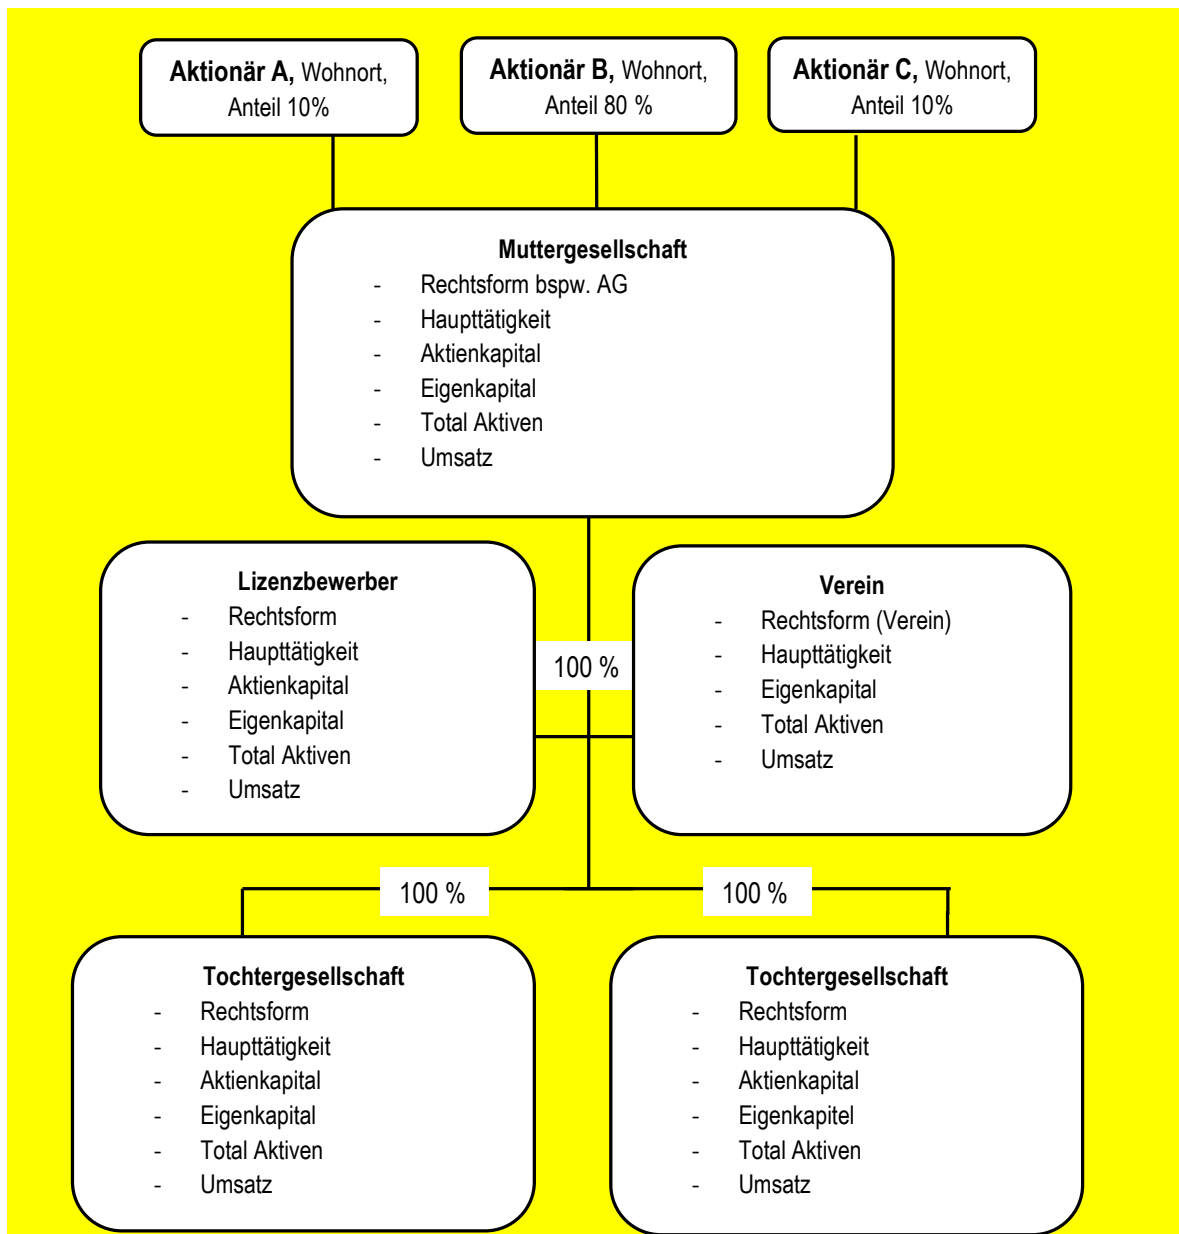 Aktionär A, Wohnort,
Anteil 10%
Aktionär B, Wohnort,
Anteil 80 %
Aktionär C, Wohnort,
Anteil 10%
Muttergesellschaft
- Rechtsform bspw. AG
- Haupttätigkeit
- Aktienkapital
- Eigenkapital
- Total Aktiven
- Umsatz
Lizenzbewerber
- Rechtsform
- Haupttätigkeit
- Aktienkapital
- Eigenkapital
- Total Aktiven
- Umsatz
100 %
Verein
- Rechtsform (Verein)
- Haupttätigkeit
- Eigenkapital
- Total Aktiven
- Umsatz
100 %
100 %
Tochtergesellschaft
- Rechtsform
- Haupttätigkeit
- Aktienkapital
- Eigenkapital
- Total Aktiven
- Umsatz
Tochtergesellschaft
- Rechtsform
- Haupttätigkeit
- Aktienkapital
- Eigenkapitel
- Total Aktiven
- Umsatz